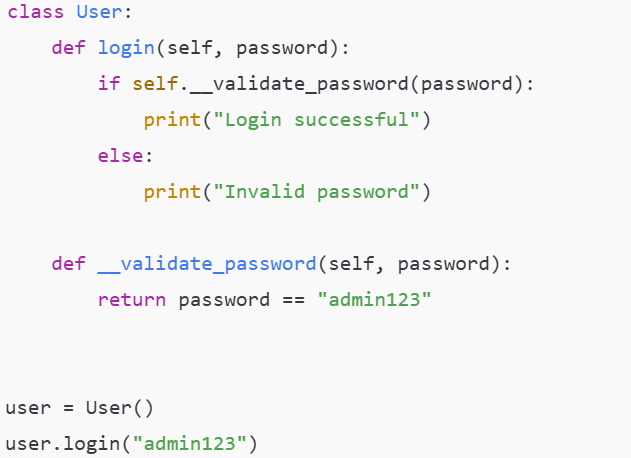 class User:
    def login(self, password):
        if self.__validate_password(password):
            print("Login successful")
        else:
            print("Invalid password")

    def __validate_password(self, password):
        return password == "admin123"


user = User()
user.login("admin123")